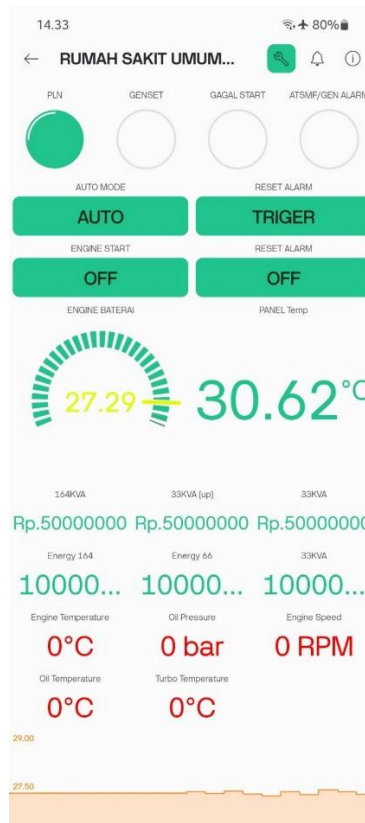 14.33 80%
RUMAH SAKIT UMUM...
PLN GENSET GAGAL START ATSMF/GEN ALARM
AUTO MODE RESET ALARM
AUTO TRIGER
ENGINE START RESET ALARM
OFF OFF
ENGINE BATERAI PANEL Temp
27.29 30.62°C
164KVA 33KVA (up) 33KVA
Rp.50000000 Rp.50000000 Rp.50000000
Energy 164 Energy 66 33KVA
10000... 10000... 10000...
Engine Temperature Oil Pressure Engine Speed
0°C 0 bar 0 RPM
Oil Temperature Turbo Temperature
0°C 0°C
29.00
27.50